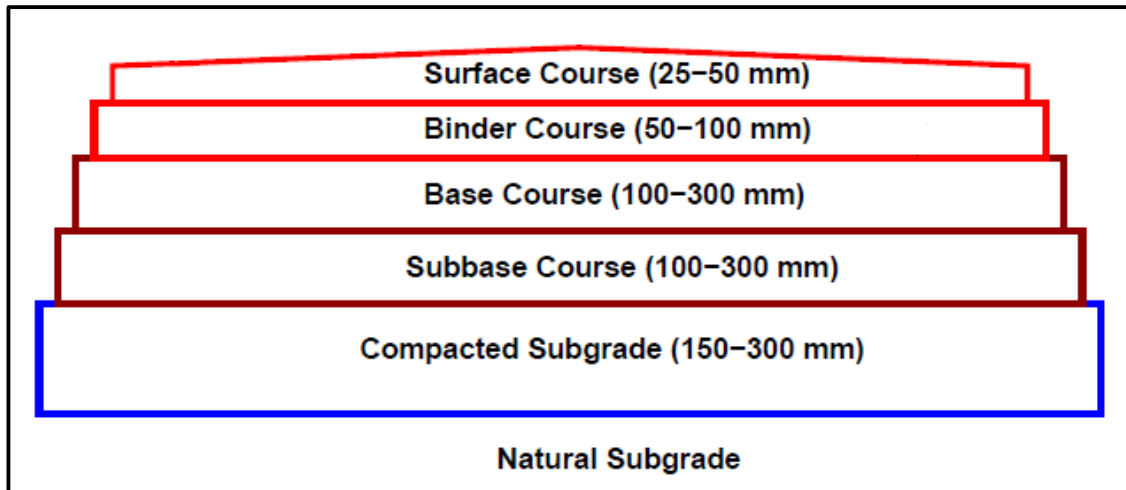 Surface Course (25−50 mm)
Binder Course (50−100 mm)
Base Course (100−300 mm)
Subbase Course (100−300 mm)
Compacted Subgrade (150−300 mm)
Natural Subgrade